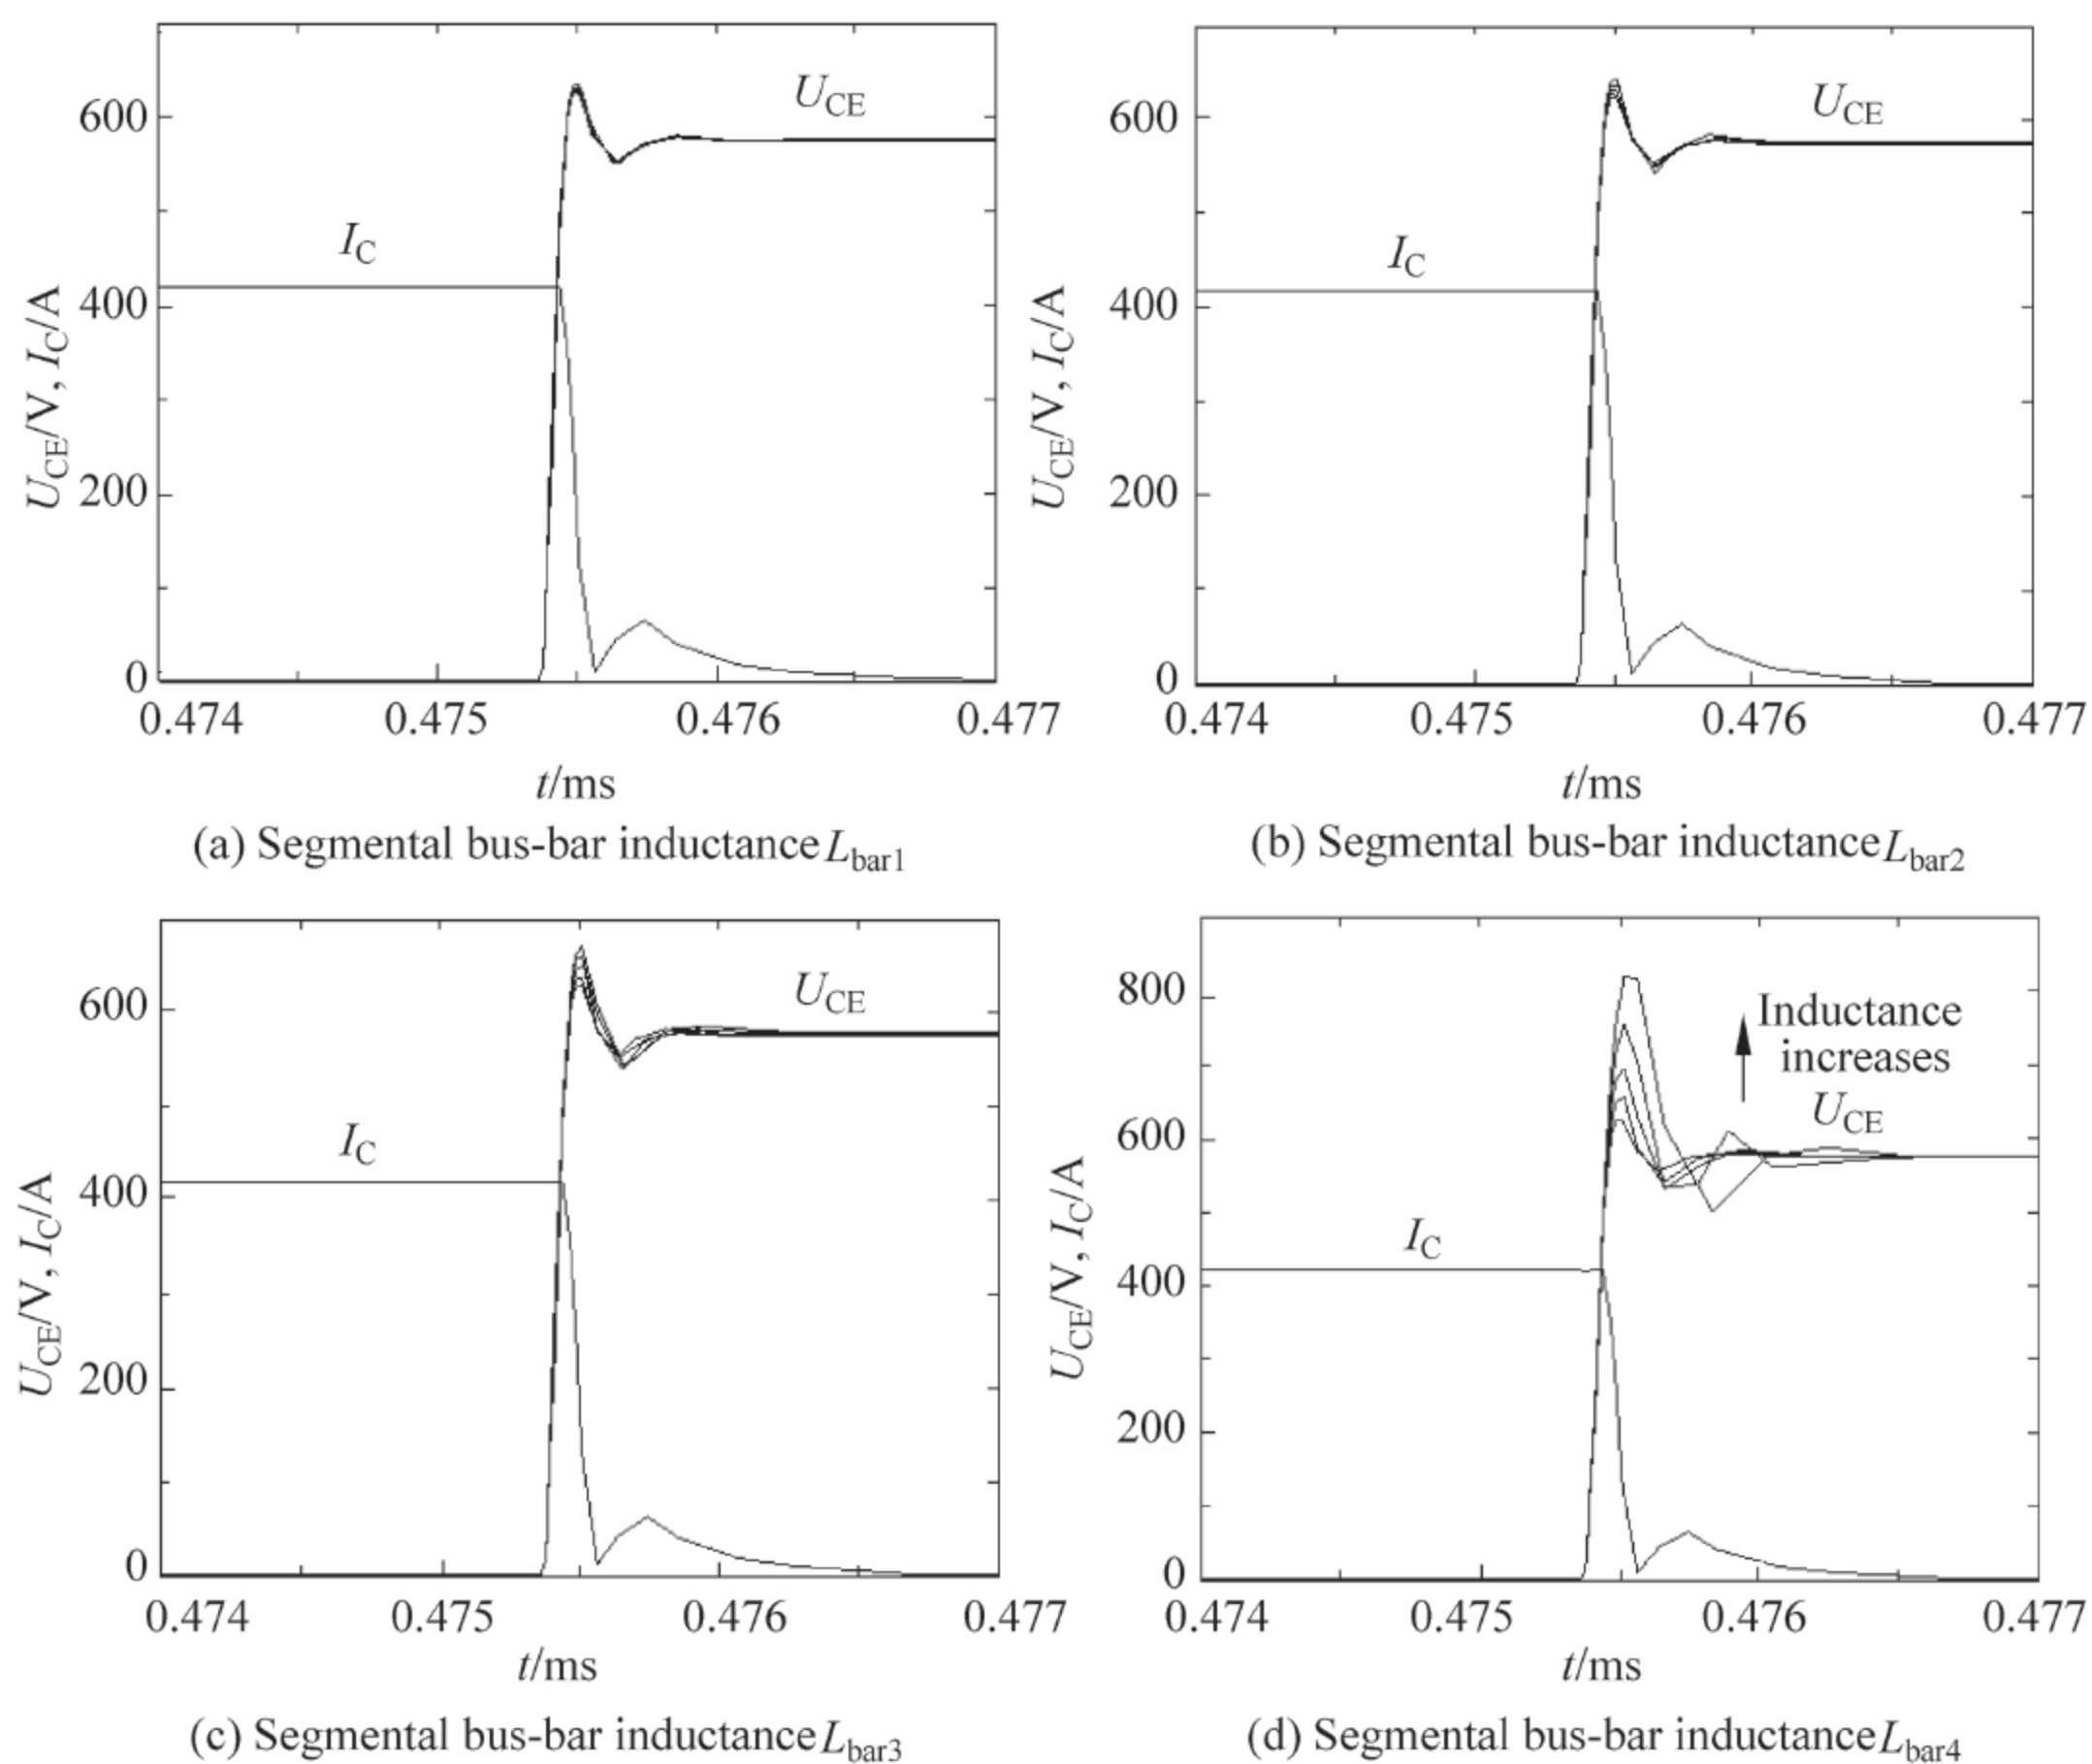 600
400
200
0
U_CE/V, I_C/A
U_CE
I_C
0.474 0.475 0.476 0.477
t/ms
(a) Segmental bus-bar inductance L_bar1
600
400
200
0
U_CE/V, I_C/A
U_CE
I_C
0.474 0.475 0.476 0.477
t/ms
(b) Segmental bus-bar inductance L_bar2
600
400
200
0
U_CE/V, I_C/A
U_CE
I_C
0.474 0.475 0.476 0.477
t/ms
(c) Segmental bus-bar inductance L_bar3
800
600
400
200
0
U_CE/V, I_C/A
Inductance
increases
U_CE
I_C
0.474 0.475 0.476 0.477
t/ms
(d) Segmental bus-bar inductance L_bar4